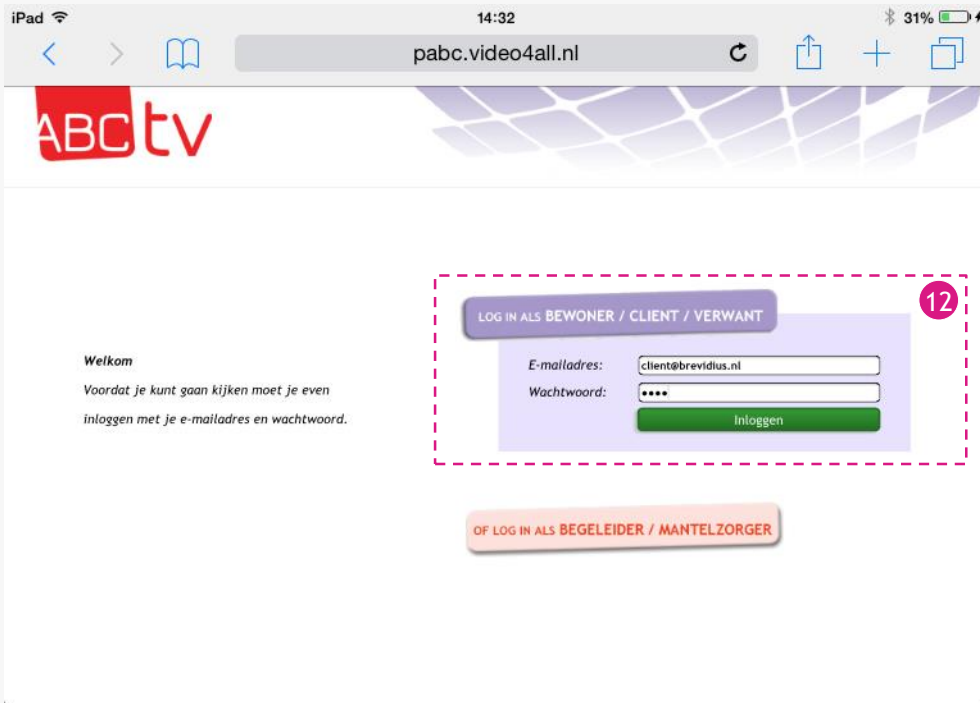 iPad 14:32 31%
pabc.video4all.nl
ABC tv
12
LOG IN ALS BEWONER / CLIENT / VERWANT
Welkom
Voordat je kunt gaan kijken moet je even
inloggen met je e-mailadres en wachtwoord.
E-mailadres: client@brevidius.nl
Wachtwoord: ••••
Inloggen
OF LOG IN ALS BEGELEIDER / MANTELZORGER